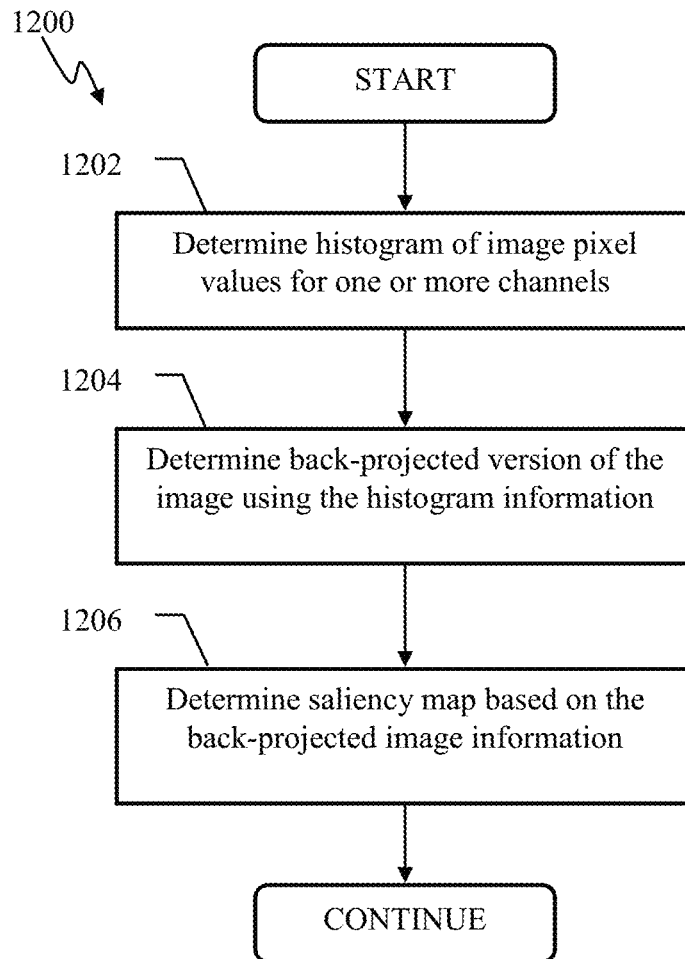 1200
START
1202
Determine histogram of image pixel
values for one or more channels
1204
Determine back-projected version of the
image using the histogram information
1206
Determine saliency map based on the
back-projected image information
CONTINUE